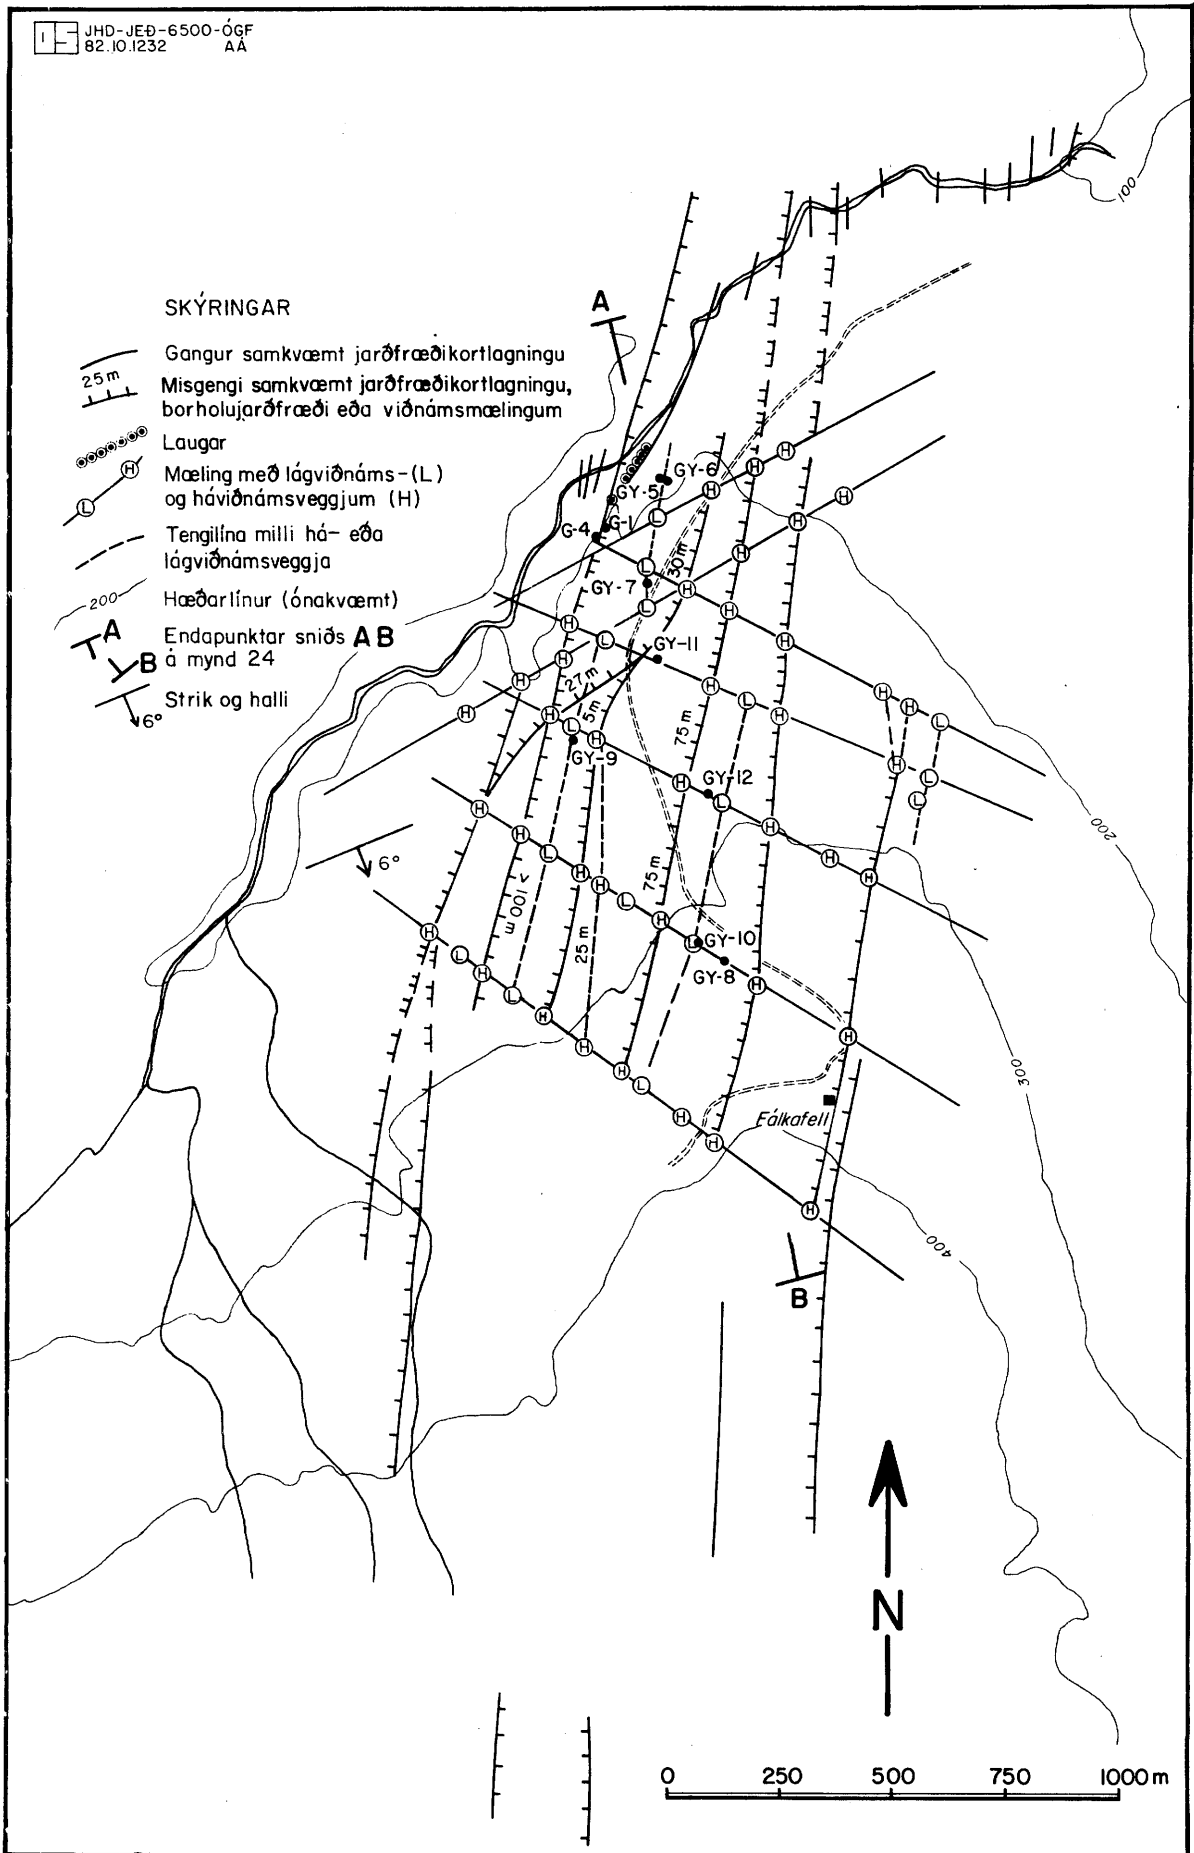 OS JHD-JEÐ-6500-ÓGF
82.10.1232 AÁ
100
SKÝRINGAR
A
Gangur samkvæmt jarðfræðikortlagningu
25m
Misgengi samkvæmt jarðfræðikortlagningu,
borholujarðfræði eða viðnámsmælingum
Laugar
H
L
Mæling með lágviðnáms-(L)
og háviðnámsveggjum (H)
Tengilína milli há- eða
lágviðnámsveggja
200
Hæðarlínur (ónakvæmt)
A
B
Endapunktar sniðs A B
á mynd 24
6°
Strik og halli
GY-6
GY-5
G-1
G-4
30m
GY-7
GY-11
27m
5m
75m
GY-9
GY-12
200
6°
> 100 m
75m
25 m
GY-10
GY-8
300
Fálkafell
400
B
N
0 250 500 750 1000m